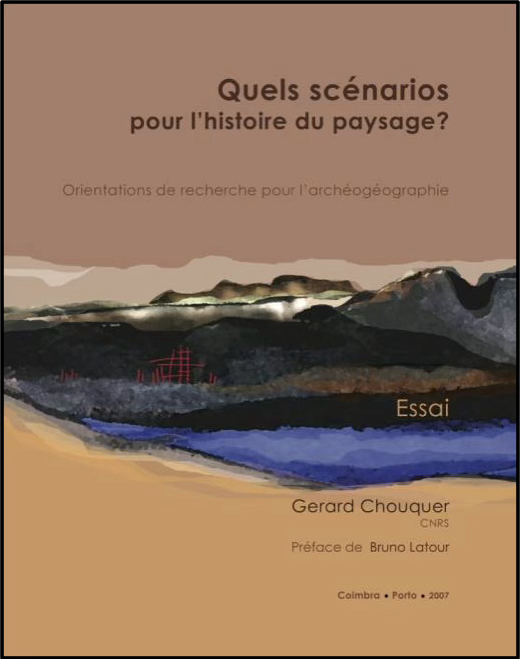 Quels scénarios
pour l'histoire du paysage?
Orientations de recherche pour l'archéogéographie
Essai
Gerard Chouquer
CNRS
Préface de Bruno Latour
Coimbra • Porto • 2007